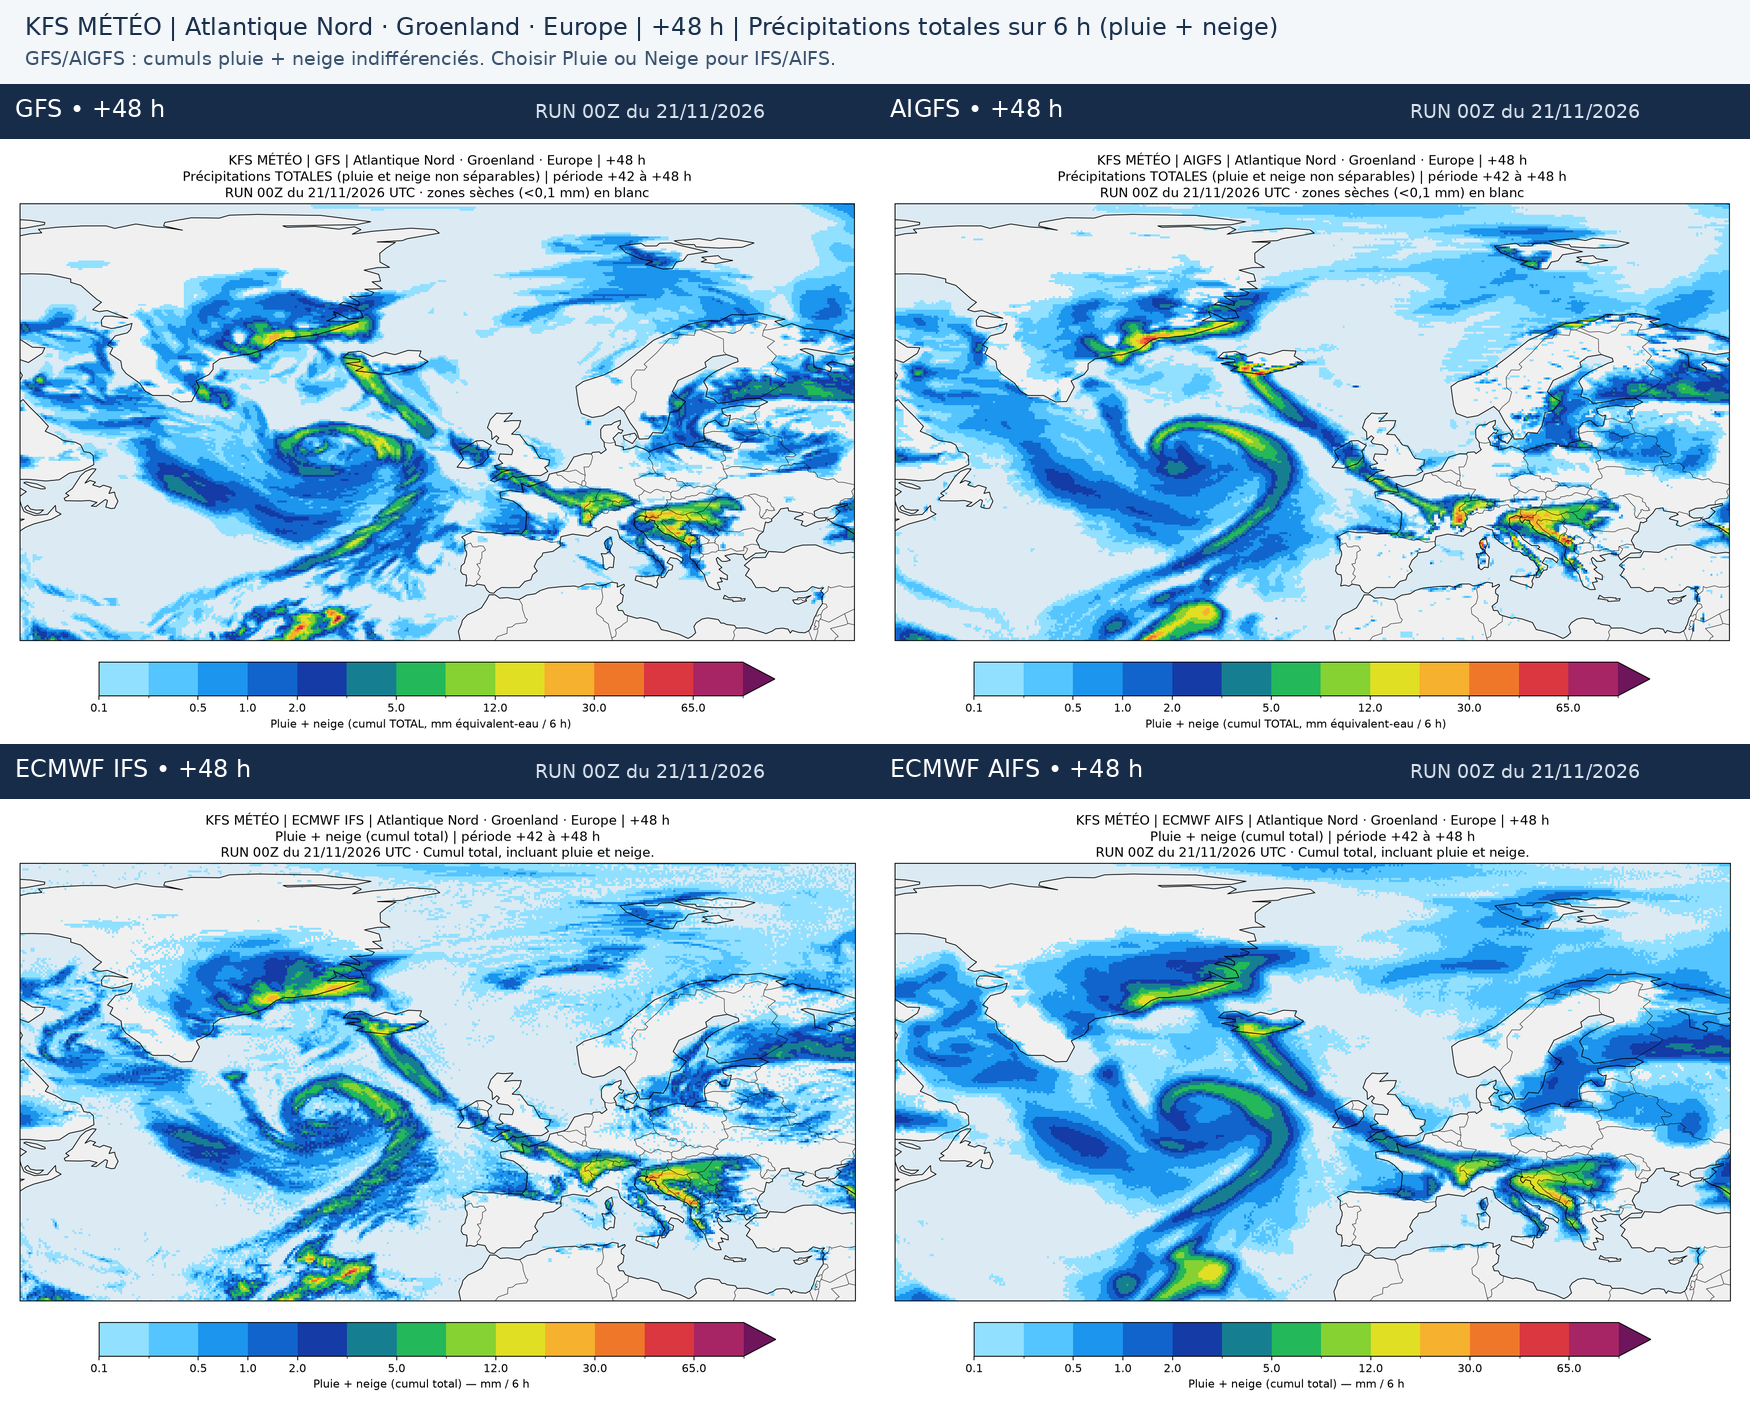 KFS MÉTÉO | Atlantique Nord · Groenland · Europe | +48 h | Précipitations totales sur 6 h (pluie + neige)
GFS/AIGFS : cumuls pluie + neige indifférenciés. Choisir Pluie ou Neige pour IFS/AIFS.
GFS • +48 h
RUN 00Z du 21/11/2026
AIGFS • +48 h
RUN 00Z du 21/11/2026
KFS MÉTÉO | GFS | Atlantique Nord · Groenland · Europe | +48 h
Précipitations TOTALES (pluie et neige non séparables) | période +42 à +48 h
RUN 00Z du 21/11/2026 UTC · zones sèches (<0,1 mm) en blanc
KFS MÉTÉO | AIGFS | Atlantique Nord · Groenland · Europe | +48 h
Précipitations TOTALES (pluie et neige non séparables) | période +42 à +48 h
RUN 00Z du 21/11/2026 UTC · zones sèches (<0,1 mm) en blanc
0.1 0.5 1.0 2.0 5.0 12.0 30.0 65.0
Pluie + neige (cumul TOTAL, mm équivalent-eau / 6 h)
0.1 0.5 1.0 2.0 5.0 12.0 30.0 65.0
Pluie + neige (cumul TOTAL, mm équivalent-eau / 6 h)
ECMWF IFS • +48 h
RUN 00Z du 21/11/2026
ECMWF AIFS • +48 h
RUN 00Z du 21/11/2026
KFS MÉTÉO | ECMWF IFS | Atlantique Nord · Groenland · Europe | +48 h
Pluie + neige (cumul total) | période +42 à +48 h
RUN 00Z du 21/11/2026 UTC · Cumul total, incluant pluie et neige.
KFS MÉTÉO | ECMWF AIFS | Atlantique Nord · Groenland · Europe | +48 h
Pluie + neige (cumul total) | période +42 à +48 h
RUN 00Z du 21/11/2026 UTC · Cumul total, incluant pluie et neige.
0.1 0.5 1.0 2.0 5.0 12.0 30.0 65.0
Pluie + neige (cumul total) — mm / 6 h
0.1 0.5 1.0 2.0 5.0 12.0 30.0 65.0
Pluie + neige (cumul total) — mm / 6 h